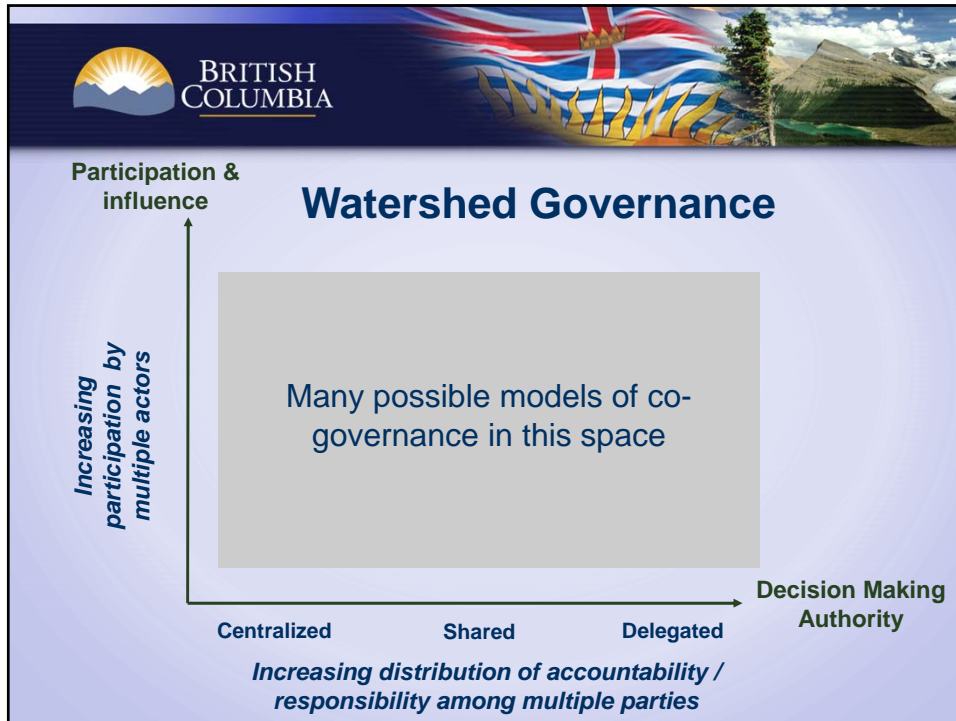 BRITISH
COLUMBIA
Participation &
influence
Watershed Governance
Increasing
participation by
multiple actors
Many possible models of co-
governance in this space
Decision Making
Authority
Centralized
Shared
Delegated
Increasing distribution of accountability /
responsibility among multiple parties